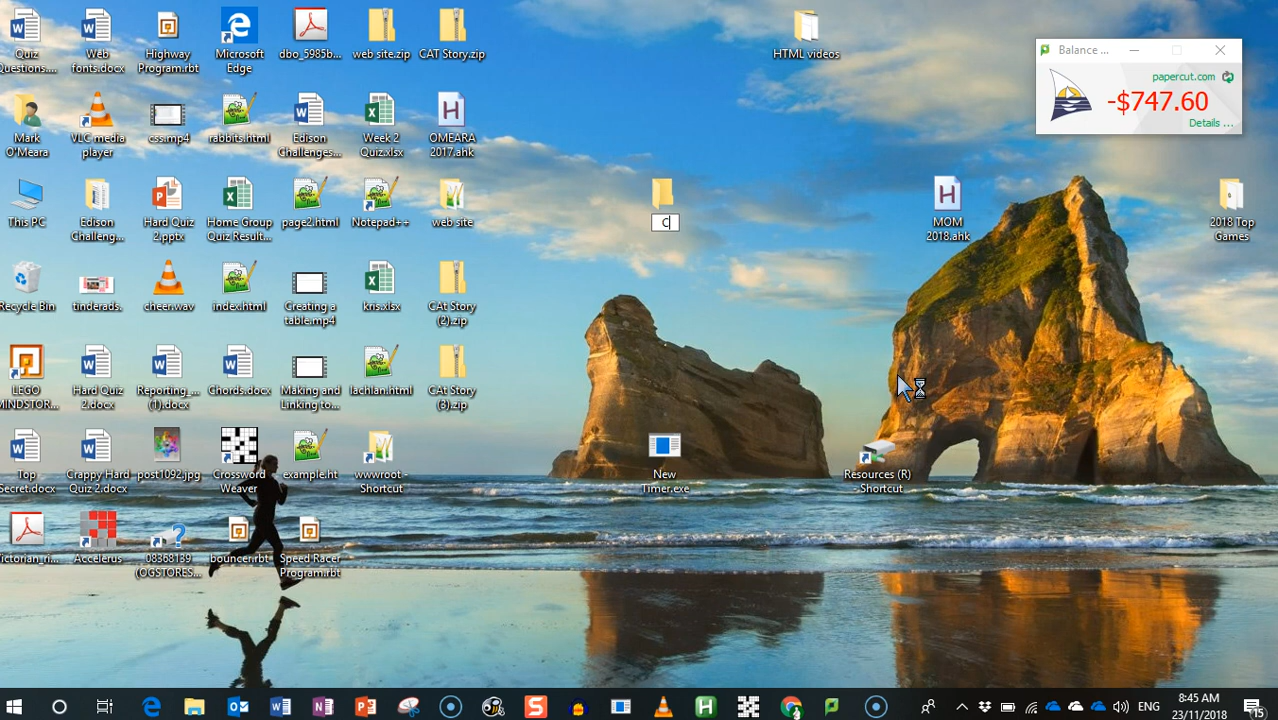 Quiz
Questions....
Web
fonts.docx
Highway
Program.rbt
Microsoft
Edge
dbo_5985b...
web site.zip
CAT Story.zip
HTML videos
Balance ...
papercut.com
-$747.60
Details ...
Mark
O'Meara
VLC media
player
css.mp4
rabbits.html
Edison
Challenges...
Week 2
Quiz.xlsx
OMEARA
2017.ahk
This PC
Edison
Challeng...
Hard Quiz
2.pptx
Home Group
Quiz Result...
page2.html
Notepad++
web site
C
MOM
2018.ahk
2018 Top
Games
Recycle Bin
tinderads.
cheer.wav
index.html
Creating a
table.mp4
kris.xlsx
CAt Story
(2).zip
LEGO
MINDSTOR...
Hard Quiz
2.docx
Reporting_...
(1).docx
Chords.docx
Making and
Linking to...
lachlan.html
CAt Story
(3).zip
Top
Secret.docx
Crappy Hard
Quiz 2.docx
post1092.jpg
Crossword
Weaver
example.ht
wwwroot -
Shortcut
New
Timer.exe
Resources (R)
- Shortcut
Victorian_ri...
Accelerus
08368139
(OGSTORES...
bouncer.rbt
Speed Racer
Program.rbt
ENG
8:45 AM
23/11/2018
15